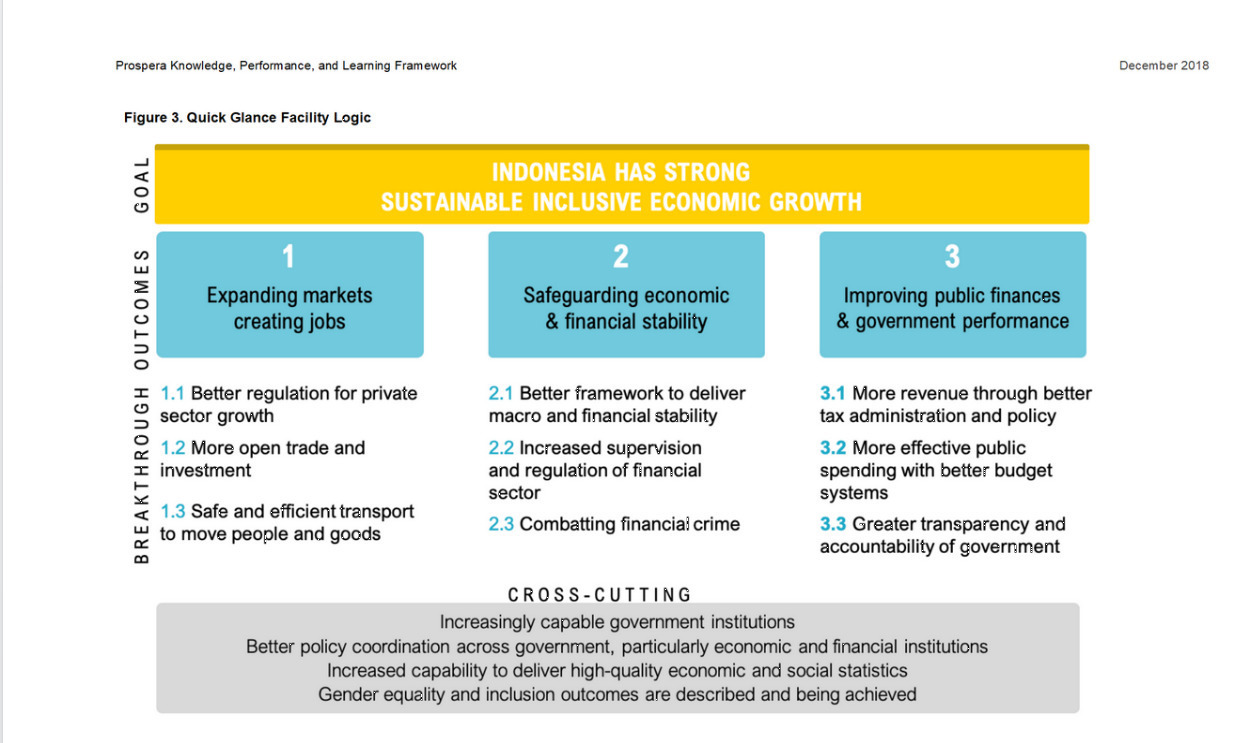 Prospera Knowledge, Performance, and Learning Framework
December 2018
Figure 3. Quick Glance Facility Logic
GOAL
INDONESIA HAS STRONG
SUSTAINABLE INCLUSIVE ECONOMIC GROWTH
BREAKTHROUGH OUTCOMES
1
Expanding markets
creating jobs
1.1 Better regulation for private
sector growth
1.2 More open trade and
investment
1.3 Safe and efficient transport
to move people and goods
2
Safeguarding economic
& financial stability
2.1 Better framework to deliver
macro and financial stability
2.2 Increased supervision
and regulation of financial
sector
2.3 Combatting financial crime
3
Improving public finances
& government performance
3.1 More revenue through better
tax administration and policy
3.2 More effective public
spending with better budget
systems
3.3 Greater transparency and
accountability of government
CROSS-CUTTING
Increasingly capable government institutions
Better policy coordination across government, particularly economic and financial institutions
Increased capability to deliver high-quality economic and social statistics
Gender equality and inclusion outcomes are described and being achieved